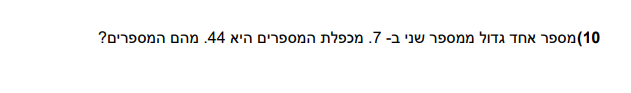 10)מספר אחד גדול ממספר שני ב- 7. מכפלת המספרים היא 44. מהם המספרים?